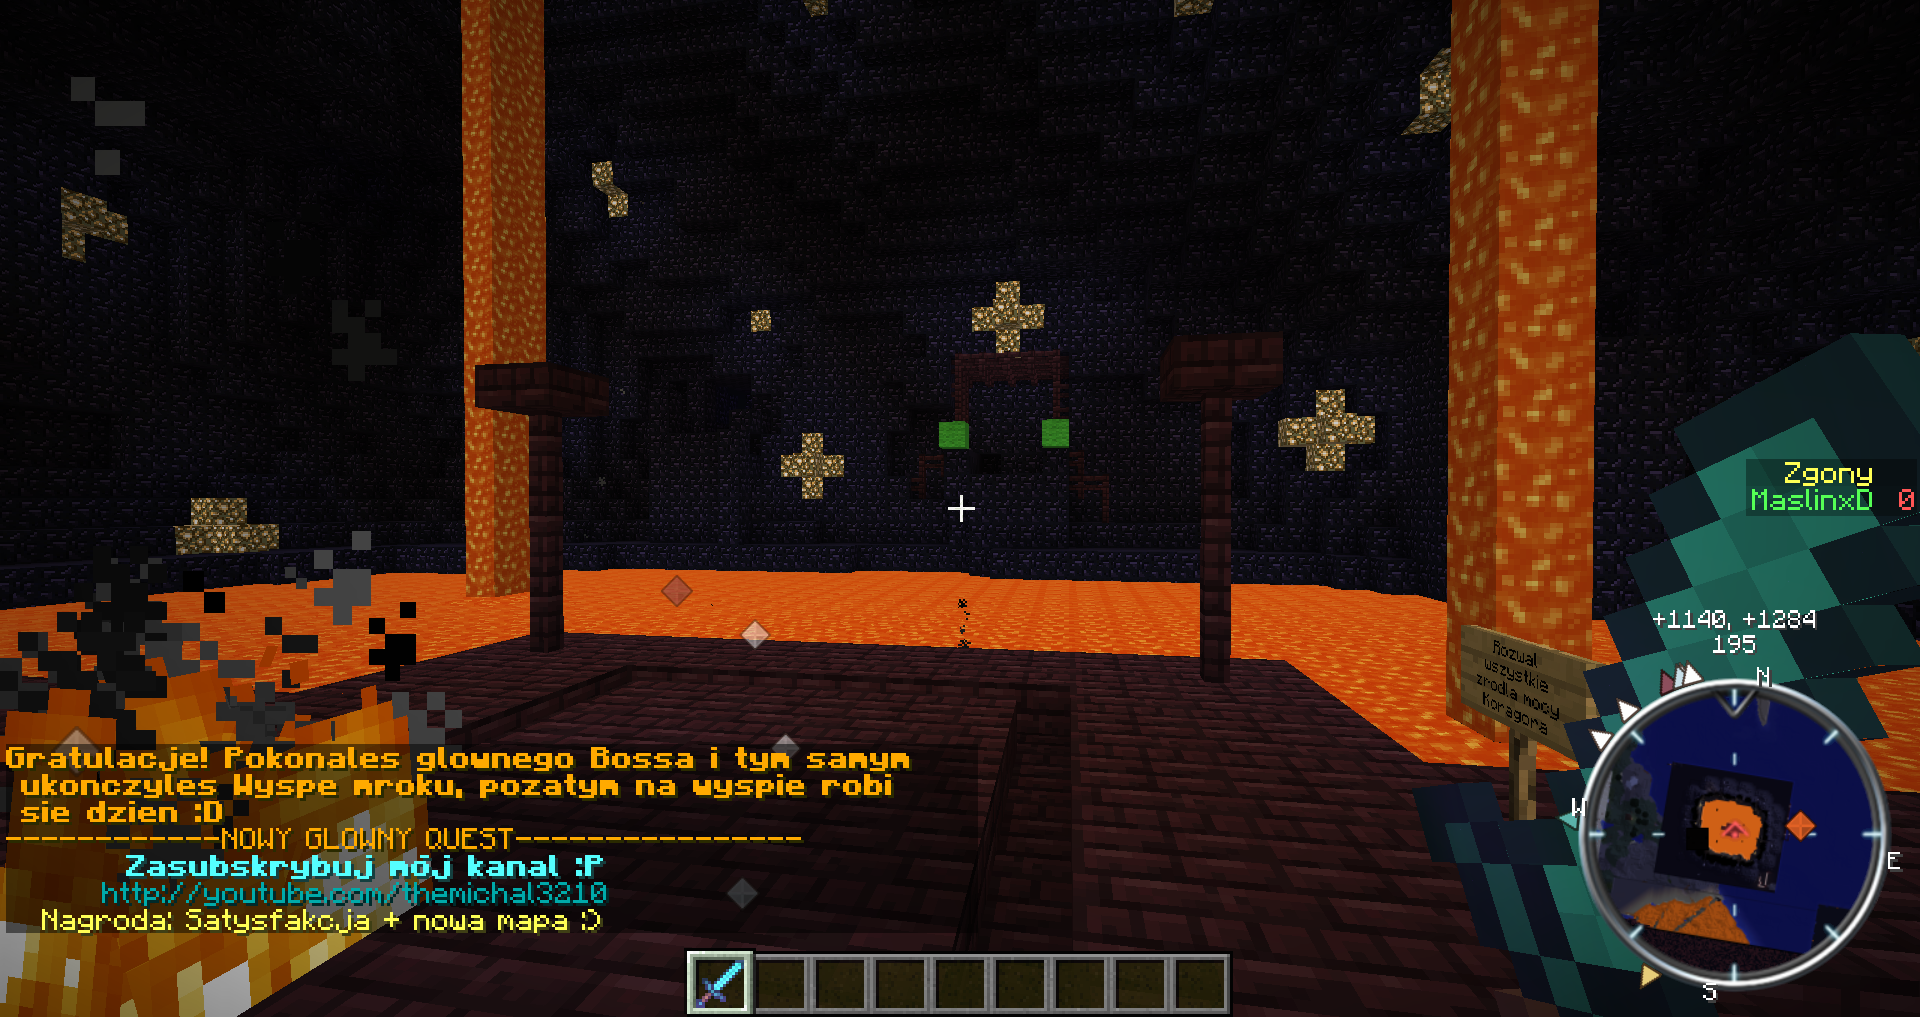 Zgony
MaslinxD 0
+1140, +1284
195
N
Rozwal
wszystkie
zrodla mocy
Koragora
W
E
S
Gratulacje! Pokonales glownego Bossa i tym samym
ukonczyles Wyspe mroku, pozatym na wyspie robi
sie dzien :D
------------NOWY GLOWNY QUEST----------------
Zasubskrybuj mój kanal :P
http://youtube.com/themichal3210
Nagroda: Satysfakcja + nowa mapa :)